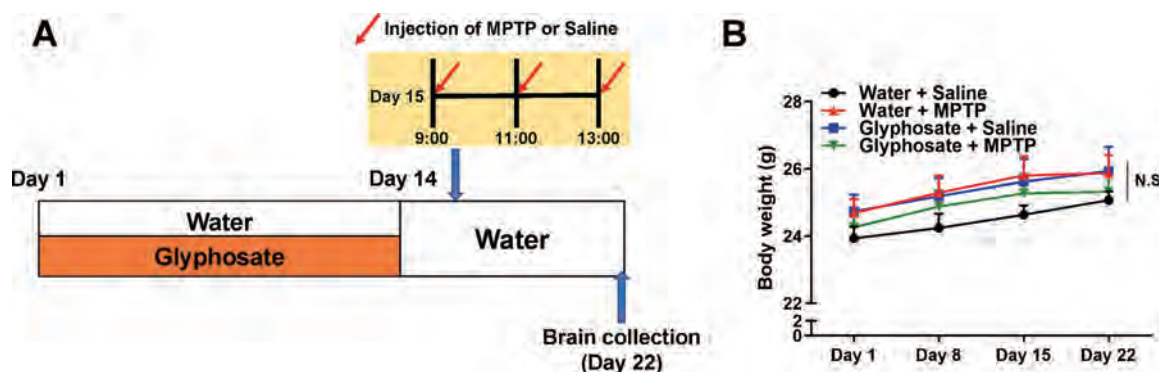 A
Injection of MPTP or Saline
Day 15
9:00 11:00 13:00
Day 1
Day 14
Water
Glyphosate
Water
Brain collection
(Day 22)
B
Water + Saline
Water + MPTP
Glyphosate + Saline
Glyphosate + MPTP
Body weight (g)
28
26
24
22
2
0
N.S
Day 1 Day 8 Day 15 Day 22